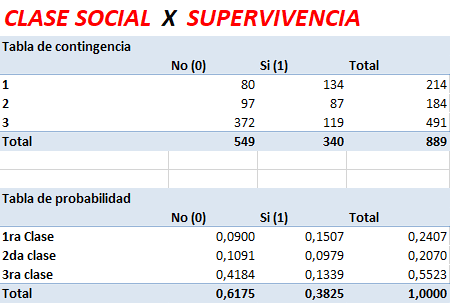 CLASE SOCIAL X SUPERVIVENCIA
Tabla de contingencia
No (0) Si (1) Total
1 80 134 214
2 97 87 184
3 372 119 491
Total 549 340 889
Tabla de probabilidad
No (0) Si (1) Total
1ra Clase 0,0900 0,1507 0,2407
2da clase 0,1091 0,0979 0,2070
3ra clase 0,4184 0,1339 0,5523
Total 0,6175 0,3825 1,0000